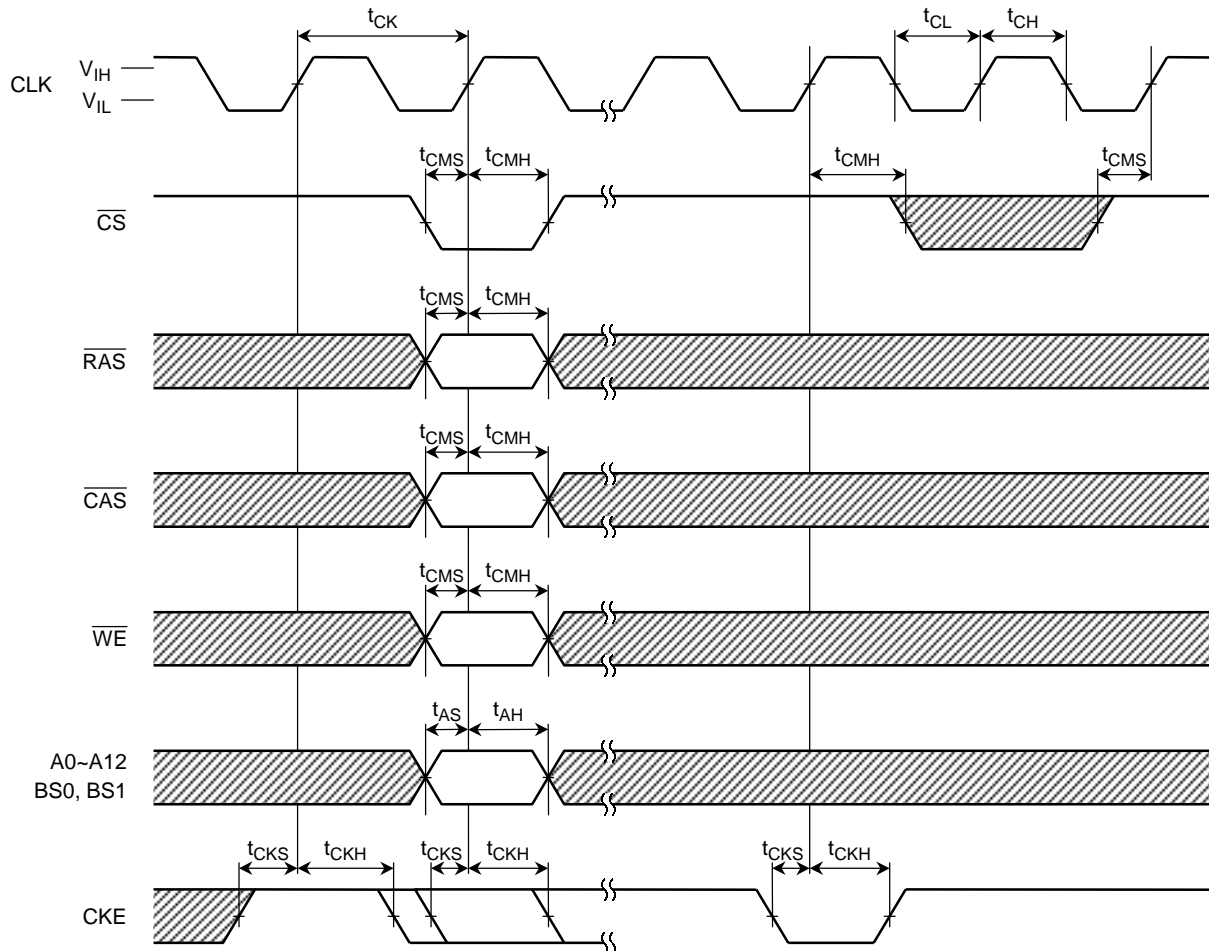 tCK tCL tCH
CLK VIH
VIL
tCMS tCMH tCMH tCMS
CS
tCMS tCMH
RAS
tCMS tCMH
CAS
tCMS tCMH
WE
tAS tAH
A0~A12
BS0, BS1
tCKS tCKH tCKS tCKH tCKS tCKH
CKE